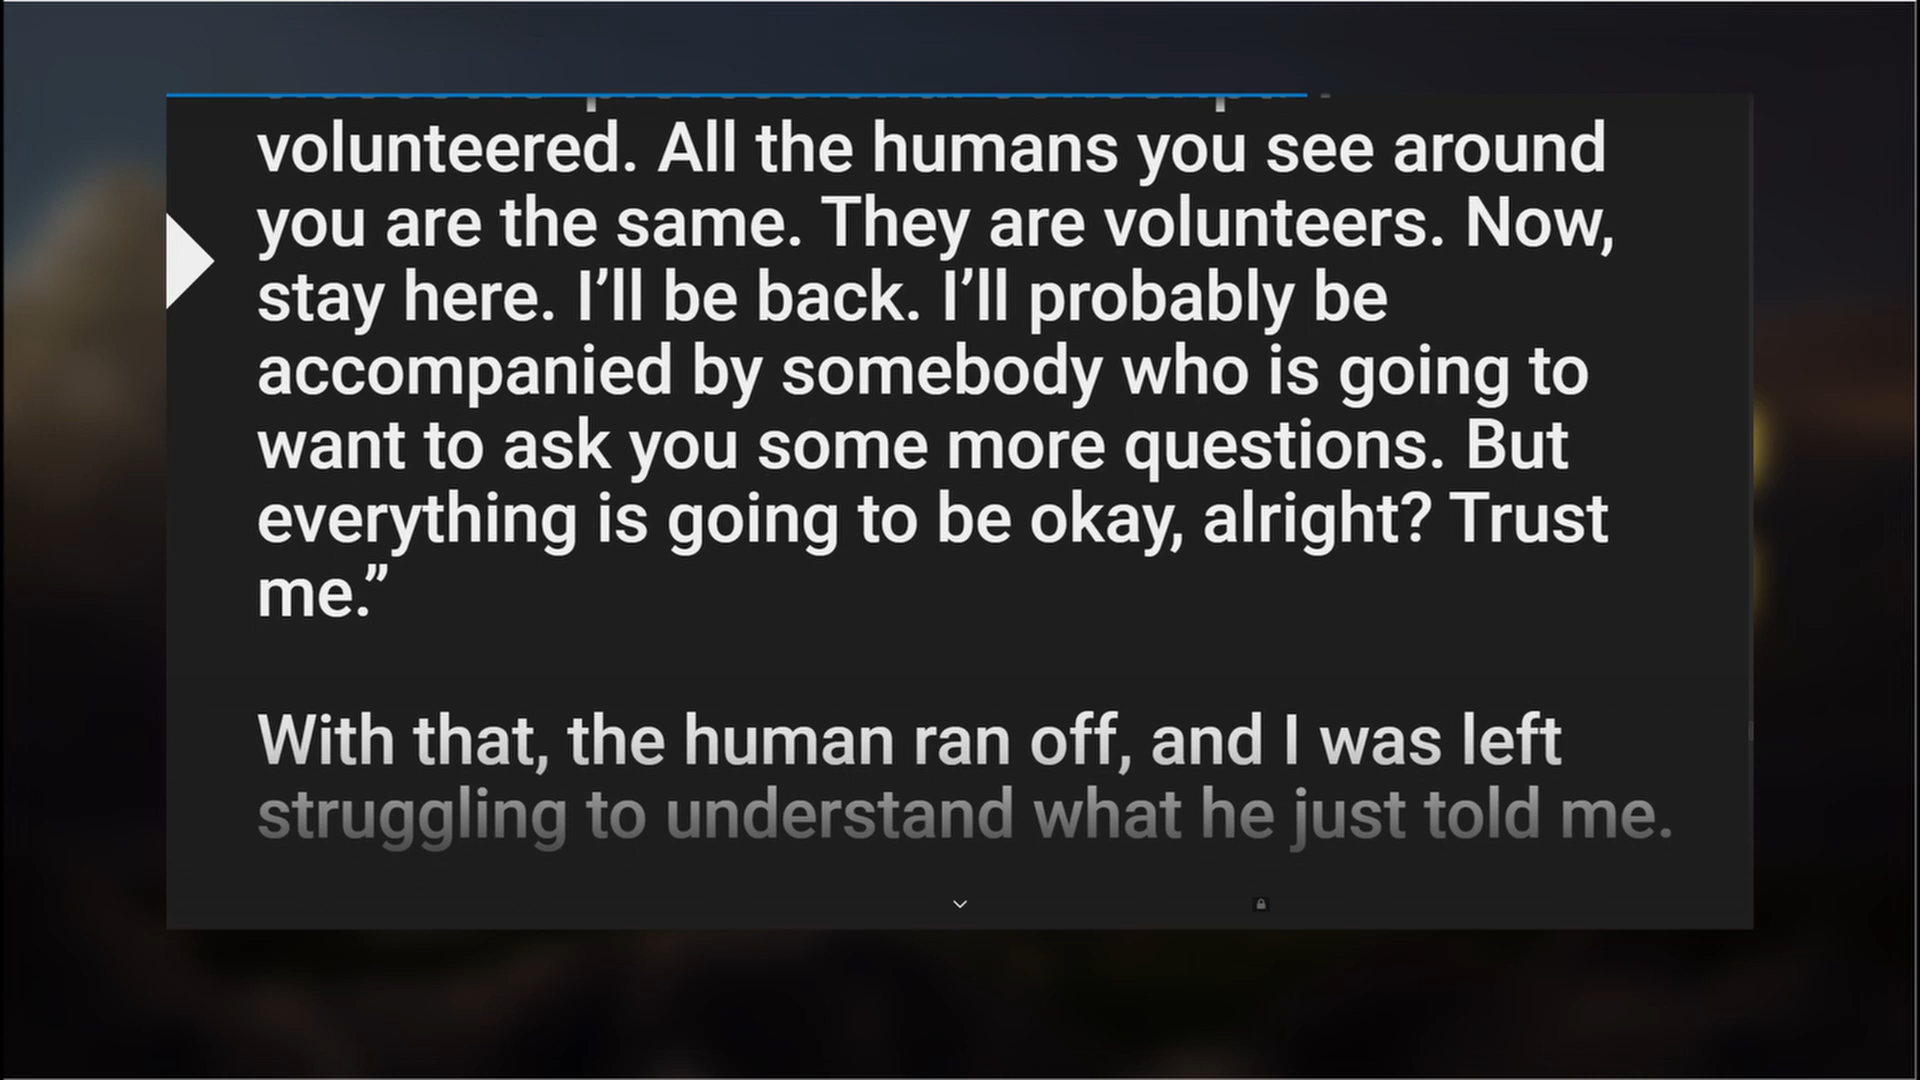 volunteered. All the humans you see around
you are the same. They are volunteers. Now,
stay here. I’ll be back. I’ll probably be
accompanied by somebody who is going to
want to ask you some more questions. But
everything is going to be okay, alright? Trust
me.”
With that, the human ran off, and I was left
struggling to understand what he just told me.